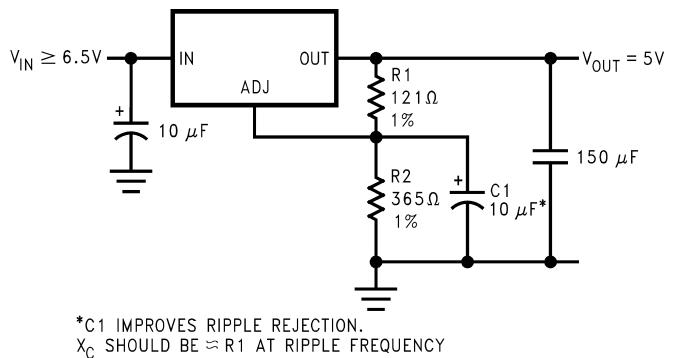 V_IN ≥ 6.5V
IN
OUT
ADJ
V_OUT = 5V
R1
121Ω
1%
+
10 µF
R2
365Ω
1%
+
C1
10 µF*
150 µF
*C1 IMPROVES RIPPLE REJECTION.
X_C SHOULD BE ≈ R1 AT RIPPLE FREQUENCY